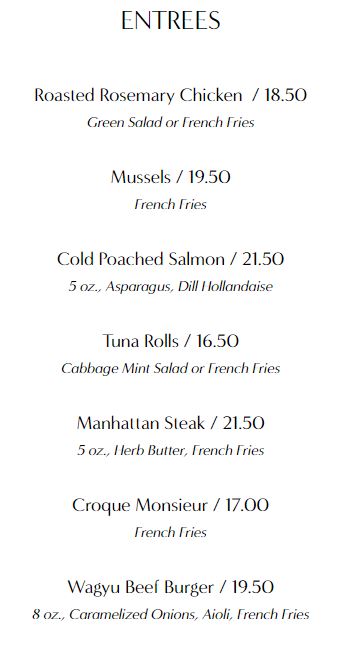 ENTREES
Roasted Rosemary Chicken / 18.50
Green Salad or French Fries
Mussels / 19.50
French Fries
Cold Poached Salmon / 21.50
5 oz., Asparagus, Dill Hollandaise
Tuna Rolls / 16.50
Cabbage Mint Salad or French Fries
Manhattan Steak / 21.50
5 oz., Herb Butter, French Fries
Croque Monsieur / 17.00
French Fries
Wagyu Beef Burger / 19.50
8 oz., Caramelized Onions, Aioli, French Fries